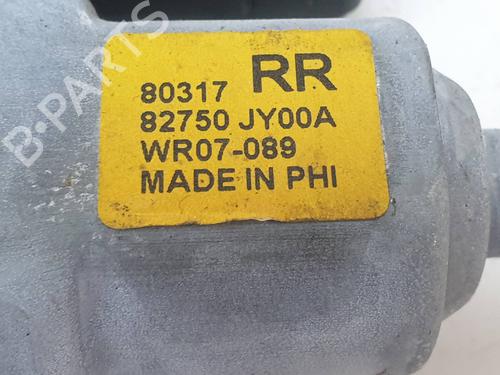 80317 RR
82750 JY00A
WR07-089
MADE IN PHI
B-PARTS